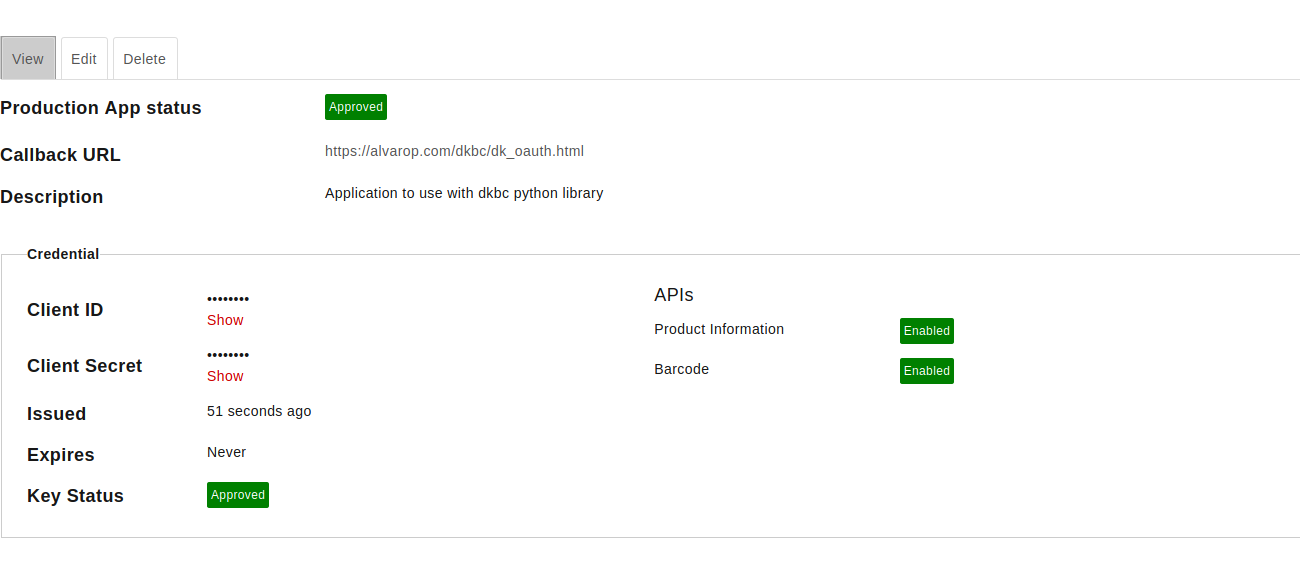 View Edit Delete
Production App status Approved
Callback URL https://alvarop.com/dkbc/dk_oauth.html
Description Application to use with dkbc python library
Credential
Client ID ••••••••
Show
Client Secret ••••••••
Show
Issued 51 seconds ago
Expires Never
Key Status Approved
APIs
Product Information Enabled
Barcode Enabled